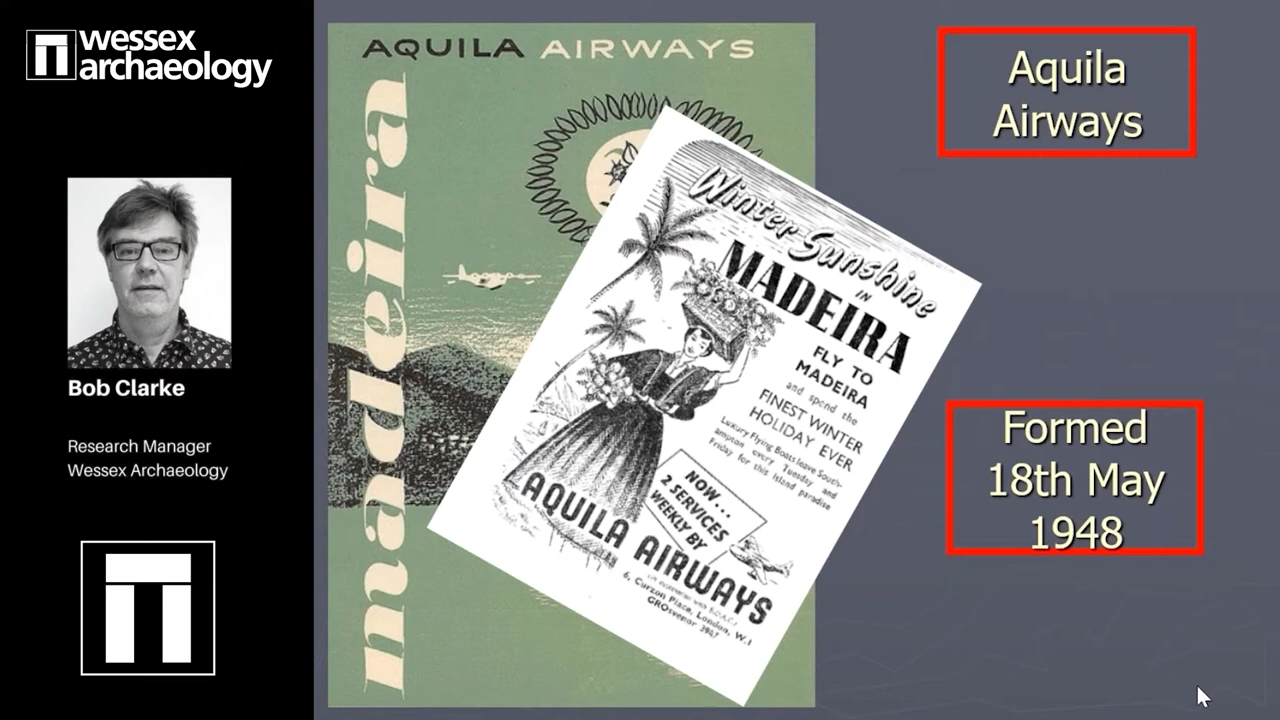 wessex
archaeology
Bob Clarke
Research Manager
Wessex Archaeology
AQUILA AIRWAYS
madeira
Winter Sunshine
IN
MADEIRA
FLY TO
MADEIRA
and spend the
FINEST WINTER
HOLIDAY EVER
Luxury Flying Boats leave South-
ampton every Tuesday and
Friday for this island paradise
NOW...
2 SERVICES
WEEKLY BY
AQUILA AIRWAYS
6, Curzon Place, London, W.1
GROsvenor
Aquila
Airways
Formed
18th May
1948